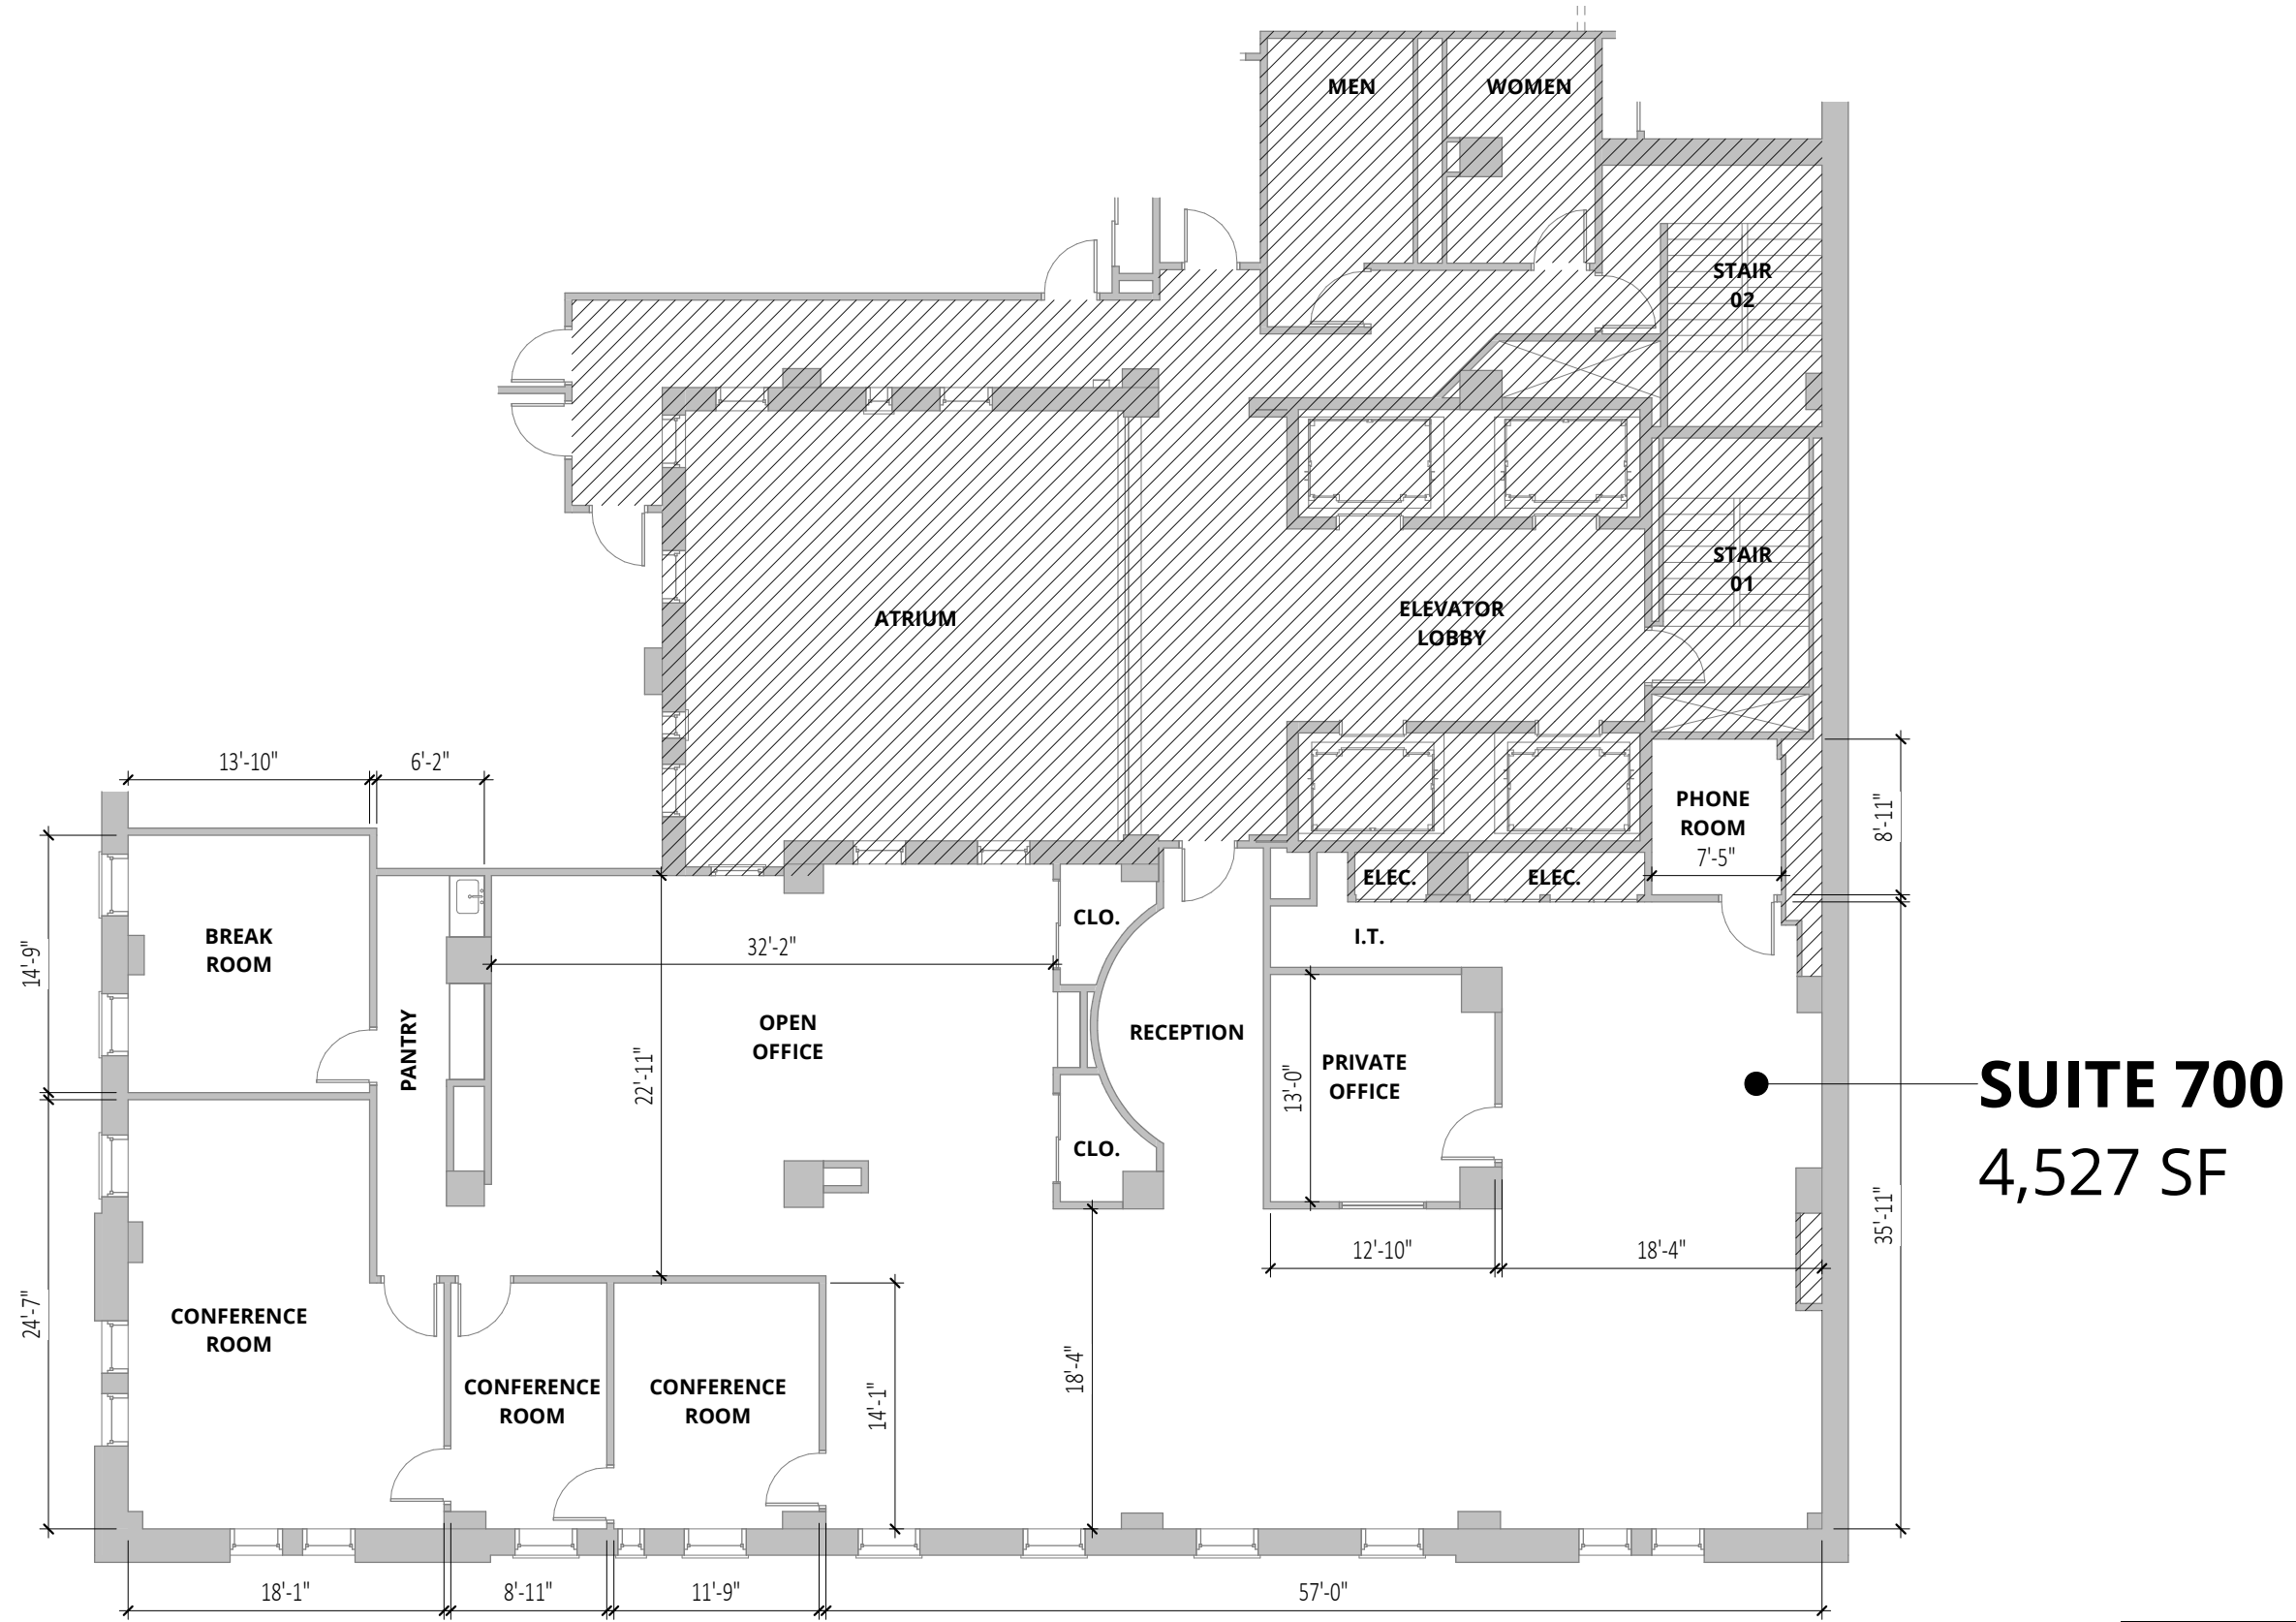 MEN
WOMEN
STAIR
02
STAIR
01
ATRIUM
ELEVATOR
LOBBY
13'-10"
6'-2"
PHONE
ROOM
7'-5"
8'-11"
ELEC.
ELEC.
CLO.
BREAK
ROOM
14'-9"
32'-2"
I.T.
OPEN
OFFICE
RECEPTION
PANTRY
22'-11"
13'-0"
PRIVATE
OFFICE
SUITE 700
4,527 SF
CLO.
35'-11"
12'-10"
18'-4"
CONFERENCE
ROOM
24'-7"
CONFERENCE
ROOM
CONFERENCE
ROOM
14'-1"
18'-4"
18'-1"
8'-11"
11'-9"
57'-0"